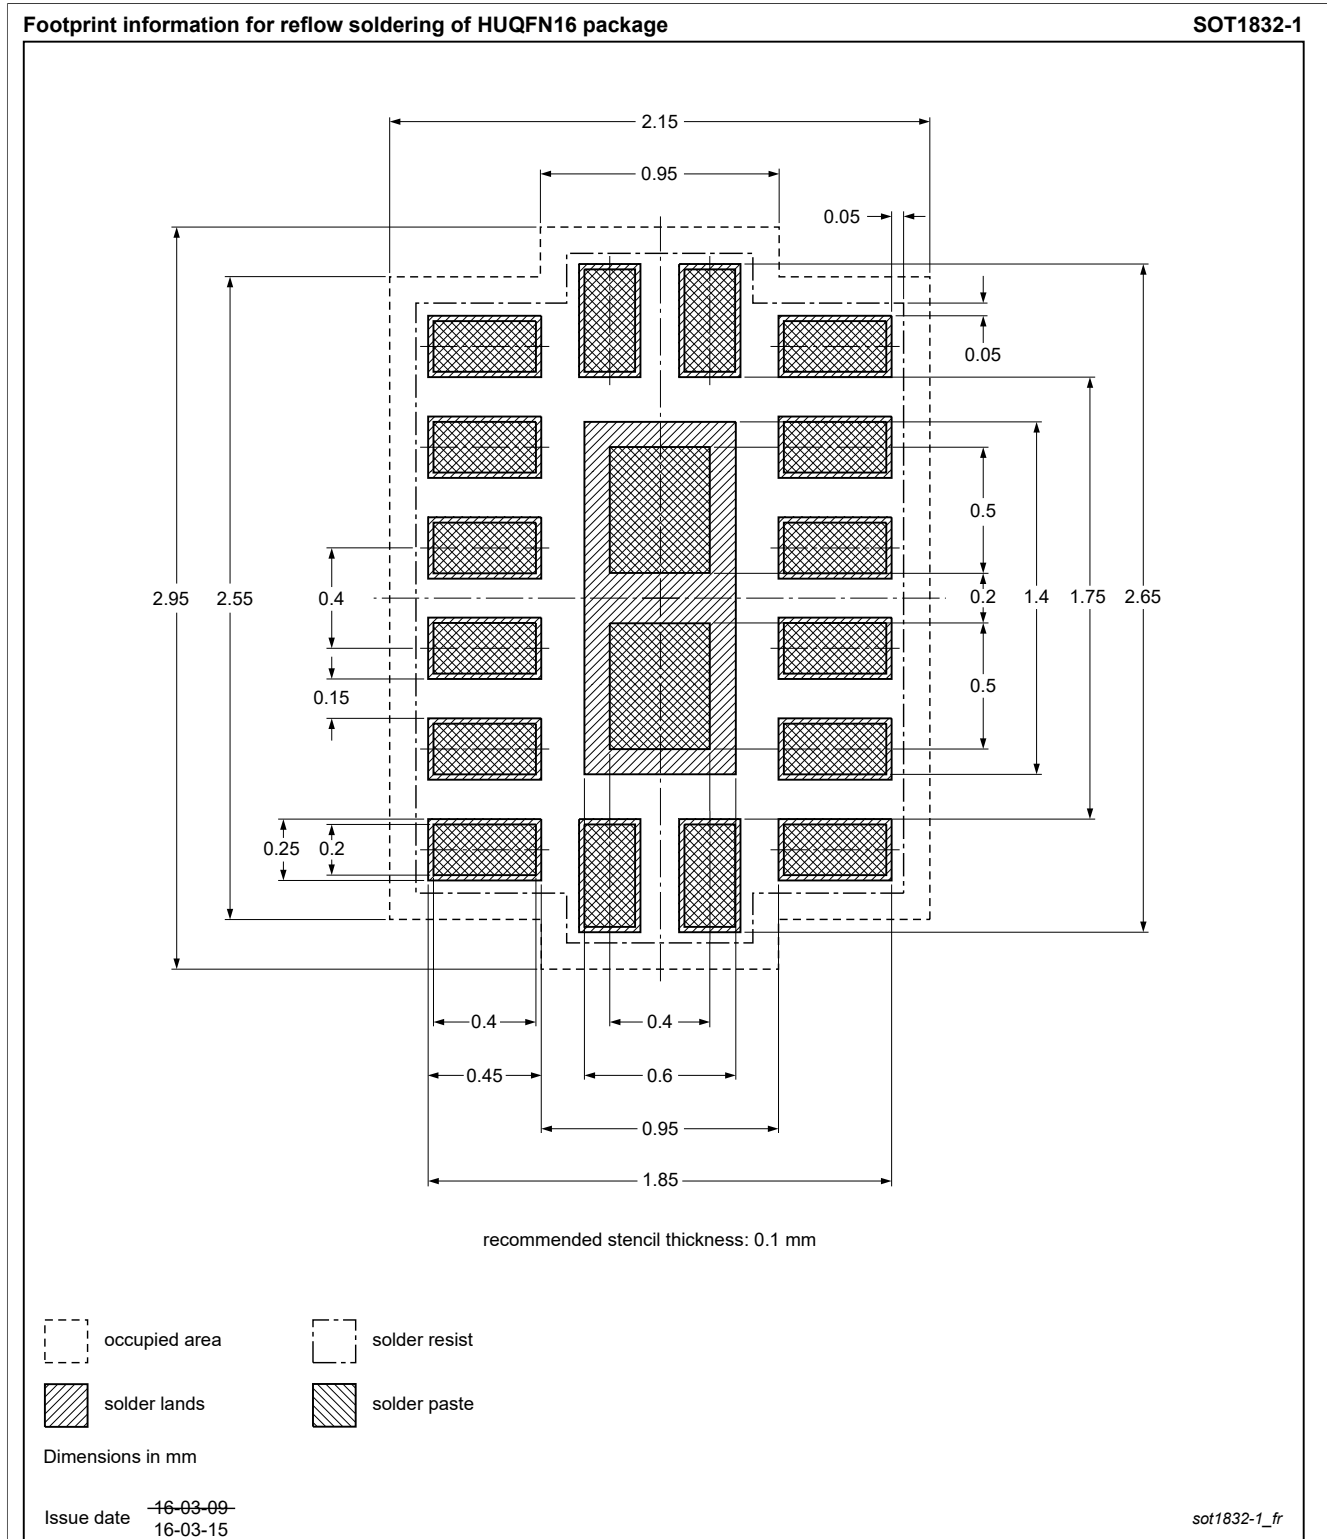 Footprint information for reflow soldering of HUQFN16 package SOT1832-1
2.15
0.95
0.05
0.05
0.5
2.95 2.55 0.4 0.2 1.4 1.75 2.65
0.15
0.5
0.25 0.2
0.4 0.4
0.45 0.6
0.95
1.85
recommended stencil thickness: 0.1 mm
occupied area solder resist
solder lands solder paste
Dimensions in mm
16-03-09
Issue date
16-03-15
sot1832-1_fr